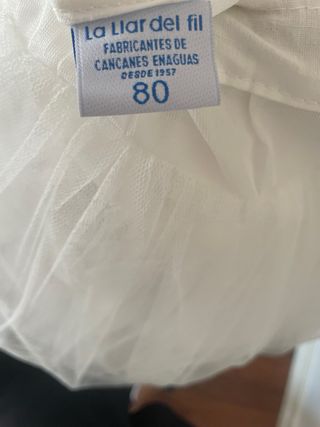 La Llar del fil
FABRICANTES DE
CANCANES ENAGUAS
DESDE 1957
80